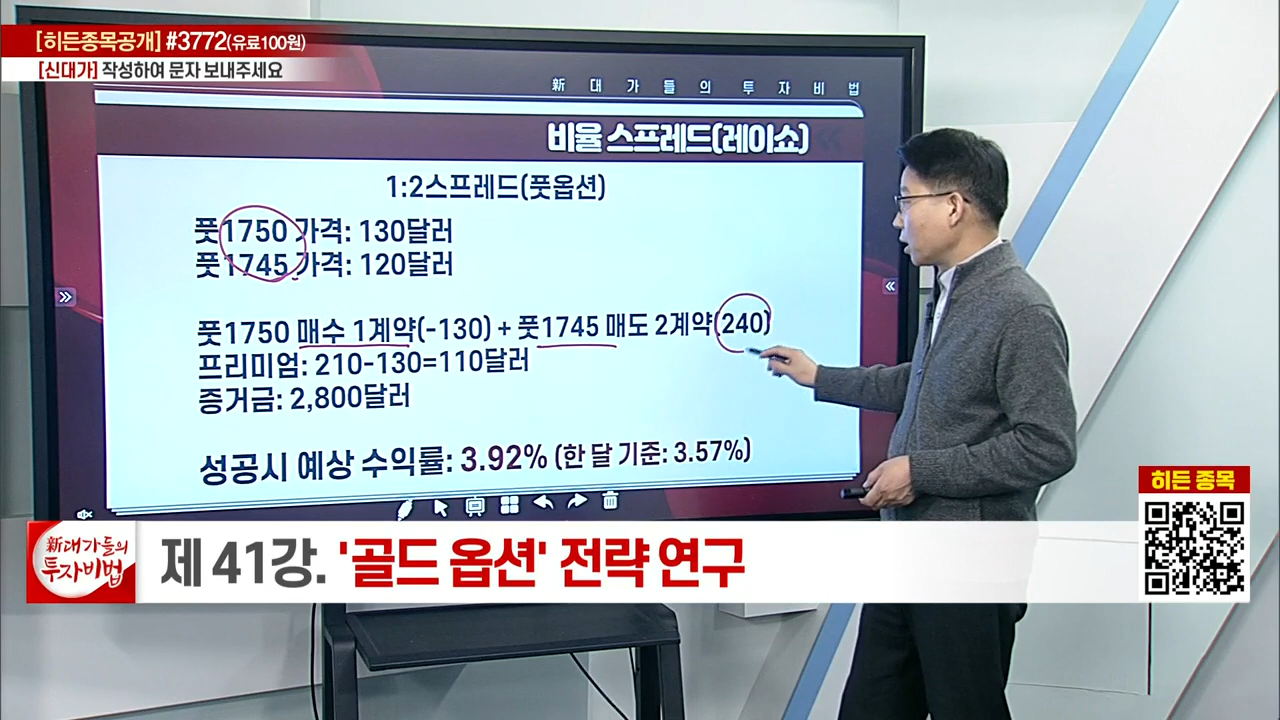 [히든종목공개] #3772(유료100원)
[신대가] 작성하여 문자 보내주세요
新 대 가 들 의 투 자 비 법
비율 스프레드(레이쇼)
1:2스프레드(풋옵션)
풋1750 가격: 130달러
풋1745 가격: 120달러
풋1750 매수 1계약(-130) + 풋1745 매도 2계약(240)
프리미엄: 210-130=110달러
증거금: 2,800달러
성공시 예상 수익률: 3.92% (한 달 기준: 3.57%)
히든 종목
新대가들의
투자비법
제 41강. '골드 옵션' 전략 연구